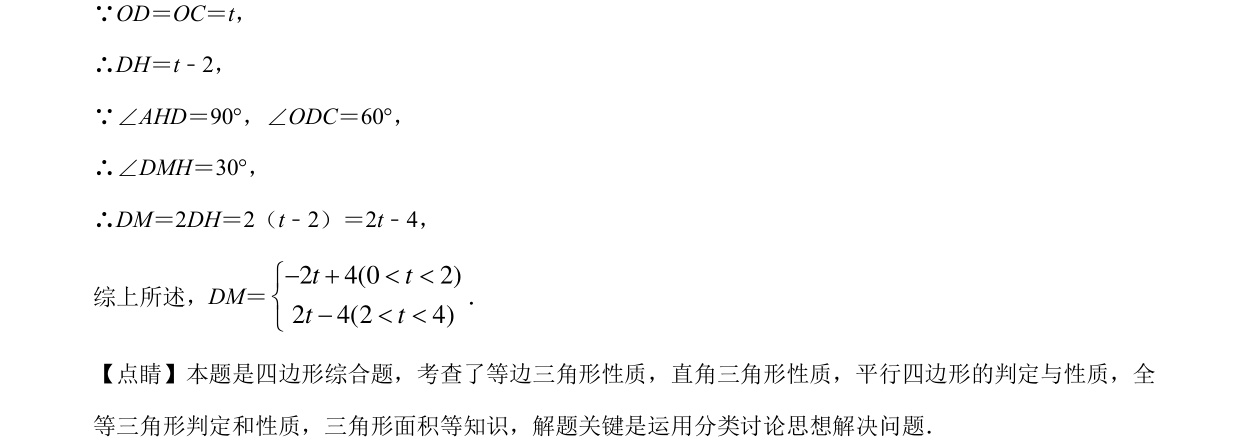 ∵OD＝OC＝t，
∴DH＝t﹣2，
∵∠AHD＝90°，∠ODC＝60°，
∴∠DMH＝30°，
∴DM＝2DH＝2（t﹣2）＝2t﹣4，
综上所述，DM＝{−2t+4(0<t<2)
2t−4(2<t<4)．
【点睛】本题是四边形综合题，考查了等边三角形性质，直角三角形性质，平行四边形的判定与性质，全
等三角形判定和性质，三角形面积等知识，解题关键是运用分类讨论思想解决问题．